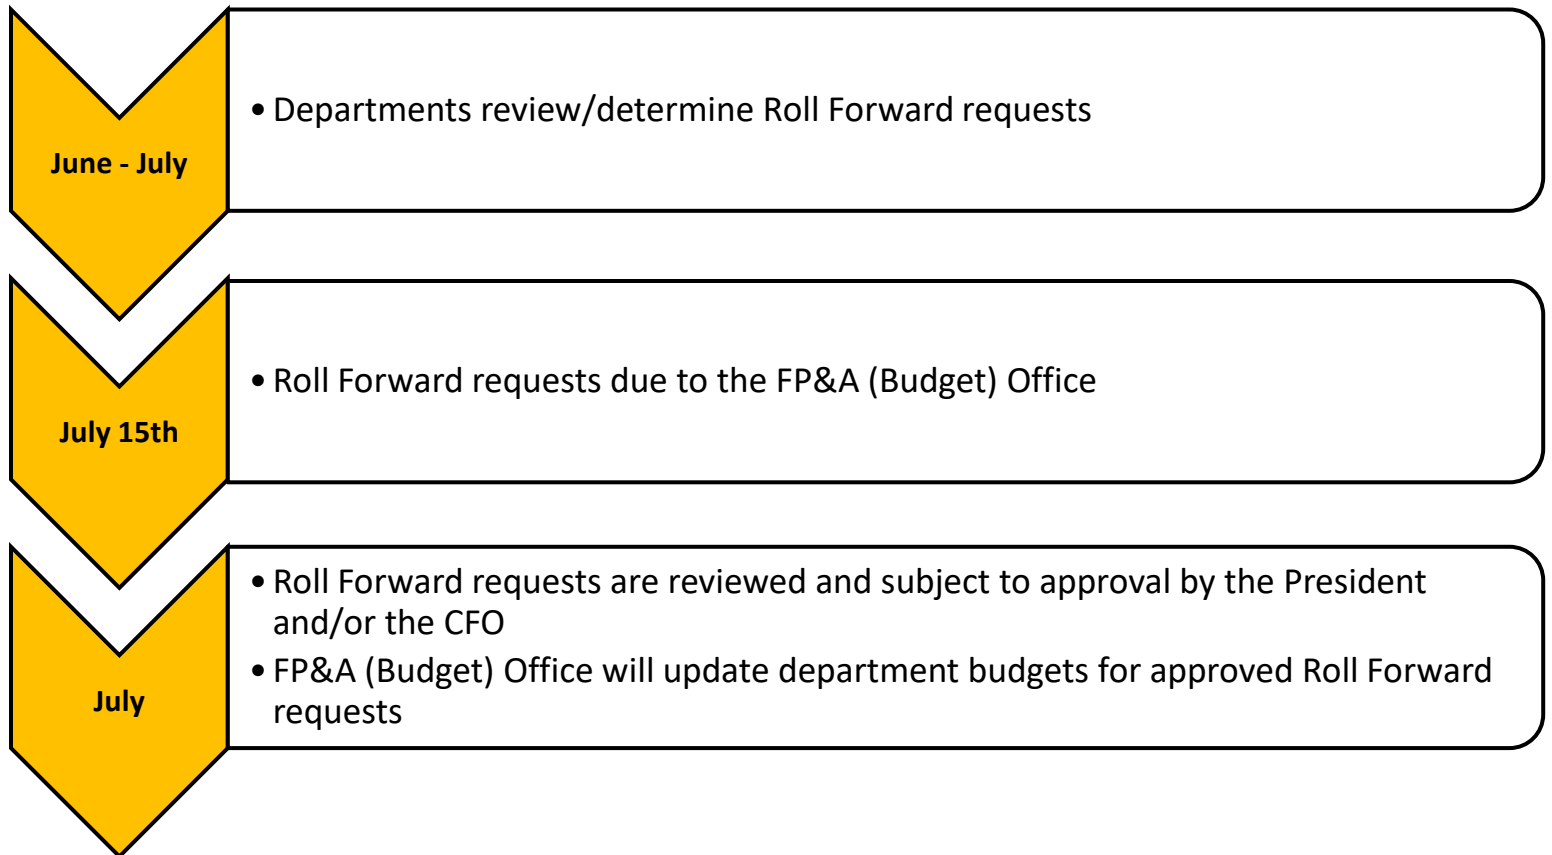 June - July
• Departments review/determine Roll Forward requests
July 15th
• Roll Forward requests due to the FP&A (Budget) Office
July
• Roll Forward requests are reviewed and subject to approval by the President
and/or the CFO
• FP&A (Budget) Office will update department budgets for approved Roll Forward
requests